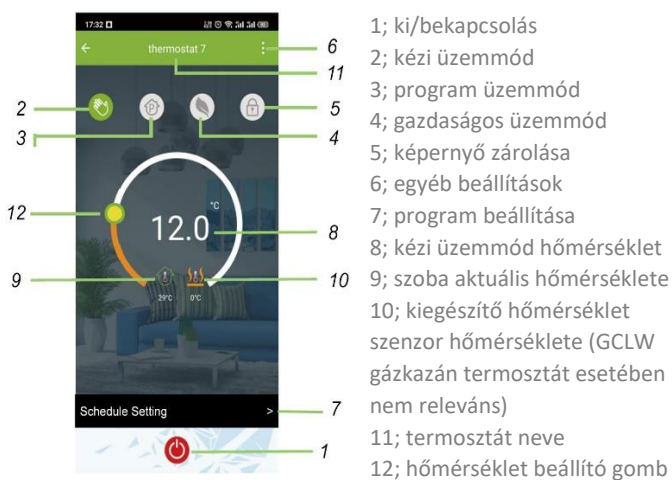 17:32
thermostat 7
6
11
2
3
4
5
°C
12.0
12
8
9
10
29°C 0°C
Schedule Setting >
7
1
1; ki/bekapcsolás
2; kézi üzemmód
3; program üzemmód
4; gazdaságos üzemmód
5; képernyő zárolása
6; egyéb beállítások
7; program beállítása
8; kézi üzemmód hőmérséklet
9; szoba aktuális hőmérséklete
10; kiegészítő hőmérséklet
szenzor hőmérséklete (GCLW
gázkazán termosztát esetében
nem releváns)
11; termosztát neve
12; hőmérséklet beállító gomb